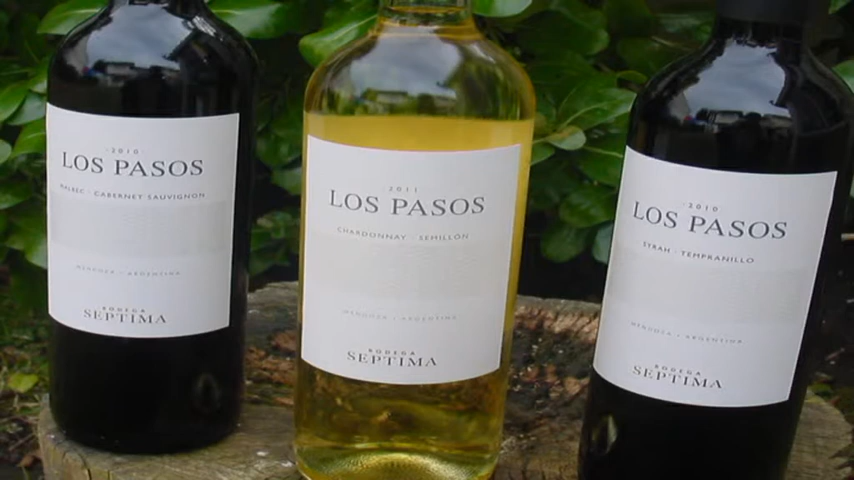 ·2010·
LOS PASOS
MALBEC · CABERNET SAUVIGNON
MENDOZA · ARGENTINA
BODEGA
SEPTIMA
·2011·
LOS PASOS
CHARDONNAY · SEMILLÓN
MENDOZA · ARGENTINA
BODEGA
SEPTIMA
·2010·
LOS PASOS
SYRAH · TEMPRANILLO
MENDOZA · ARGENTINA
BODEGA
SEPTIMA